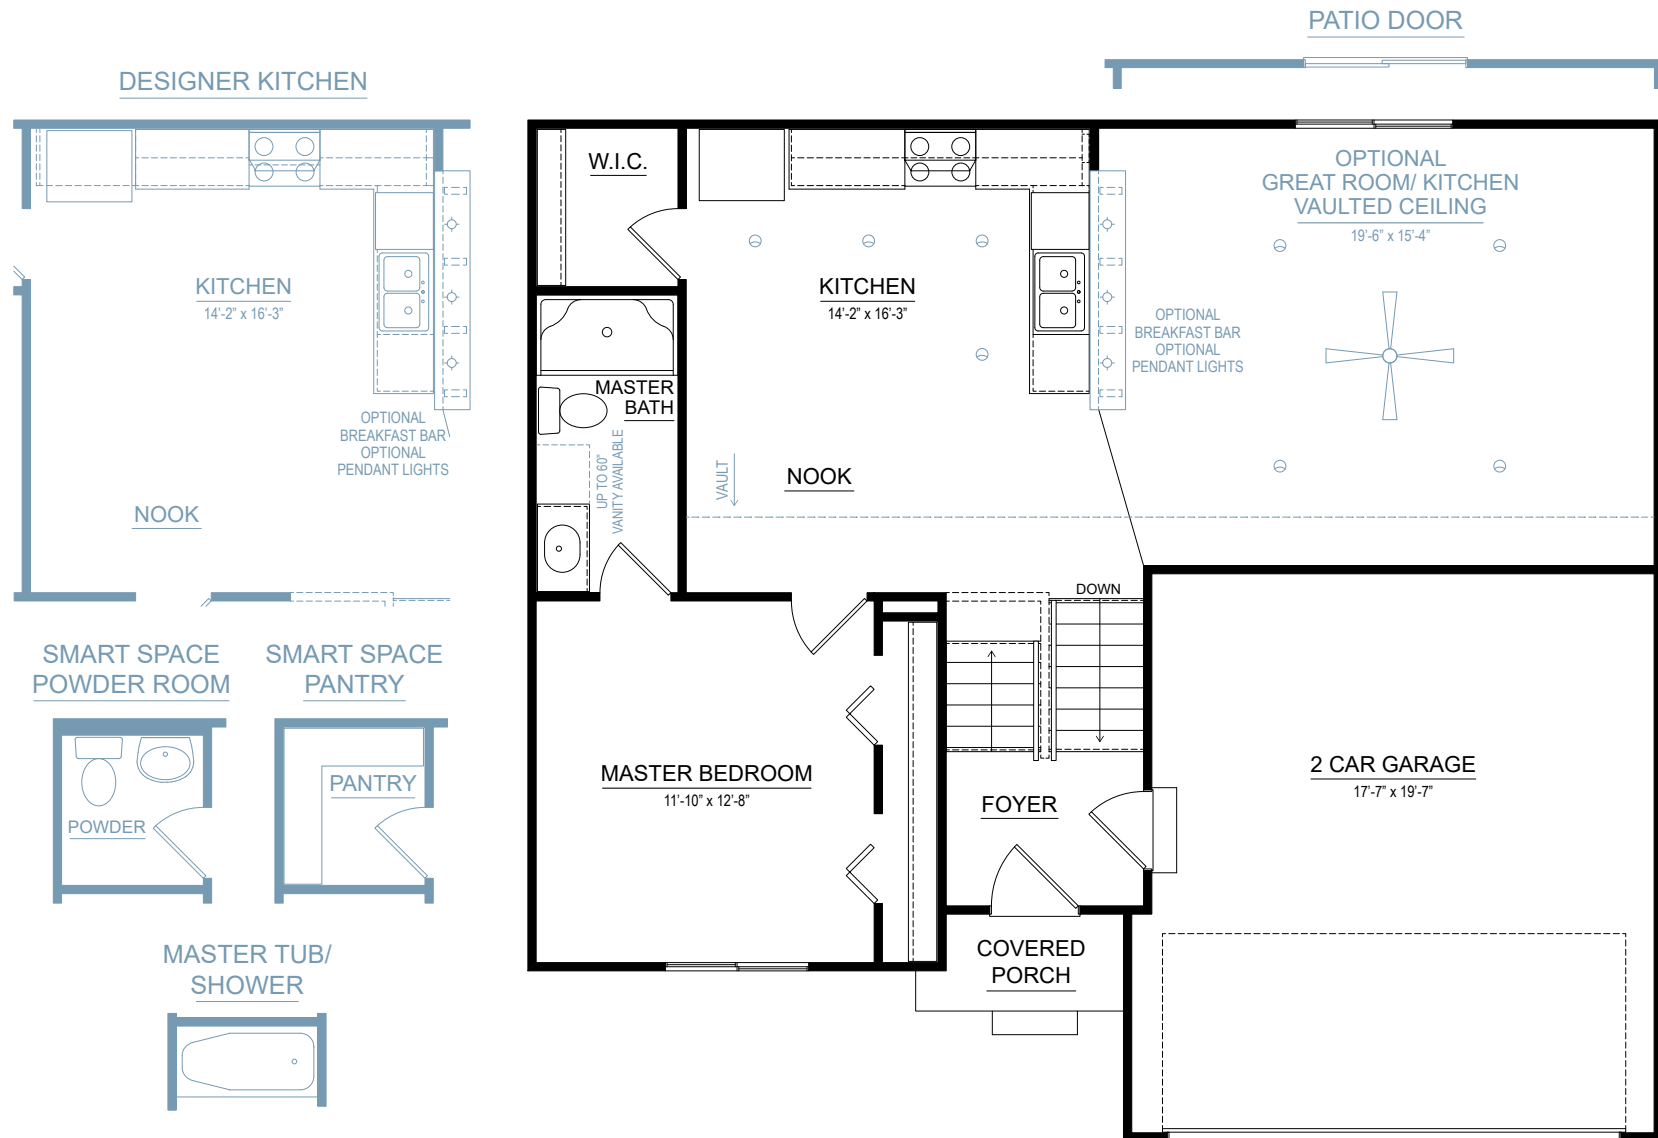 PATIO DOOR
DESIGNER KITCHEN
KITCHEN
14'-2" x 16'-3"
OPTIONAL
BREAKFAST BAR
OPTIONAL
PENDANT LIGHTS
NOOK
W.I.C.
KITCHEN
14'-2" x 16'-3"
OPTIONAL
GREAT ROOM/ KITCHEN
VAULTED CEILING
19'-6" x 15'-4"
OPTIONAL
BREAKFAST BAR
OPTIONAL
PENDANT LIGHTS
MASTER
BATH
UP TO 60"
VANITY AVAILABLE
VAULT
NOOK
DOWN
SMART SPACE
POWDER ROOM
POWDER
SMART SPACE
PANTRY
PANTRY
MASTER BEDROOM
11'-10" x 12'-8"
FOYER
2 CAR GARAGE
17'-7" x 19'-7"
COVERED
PORCH
MASTER TUB/
SHOWER